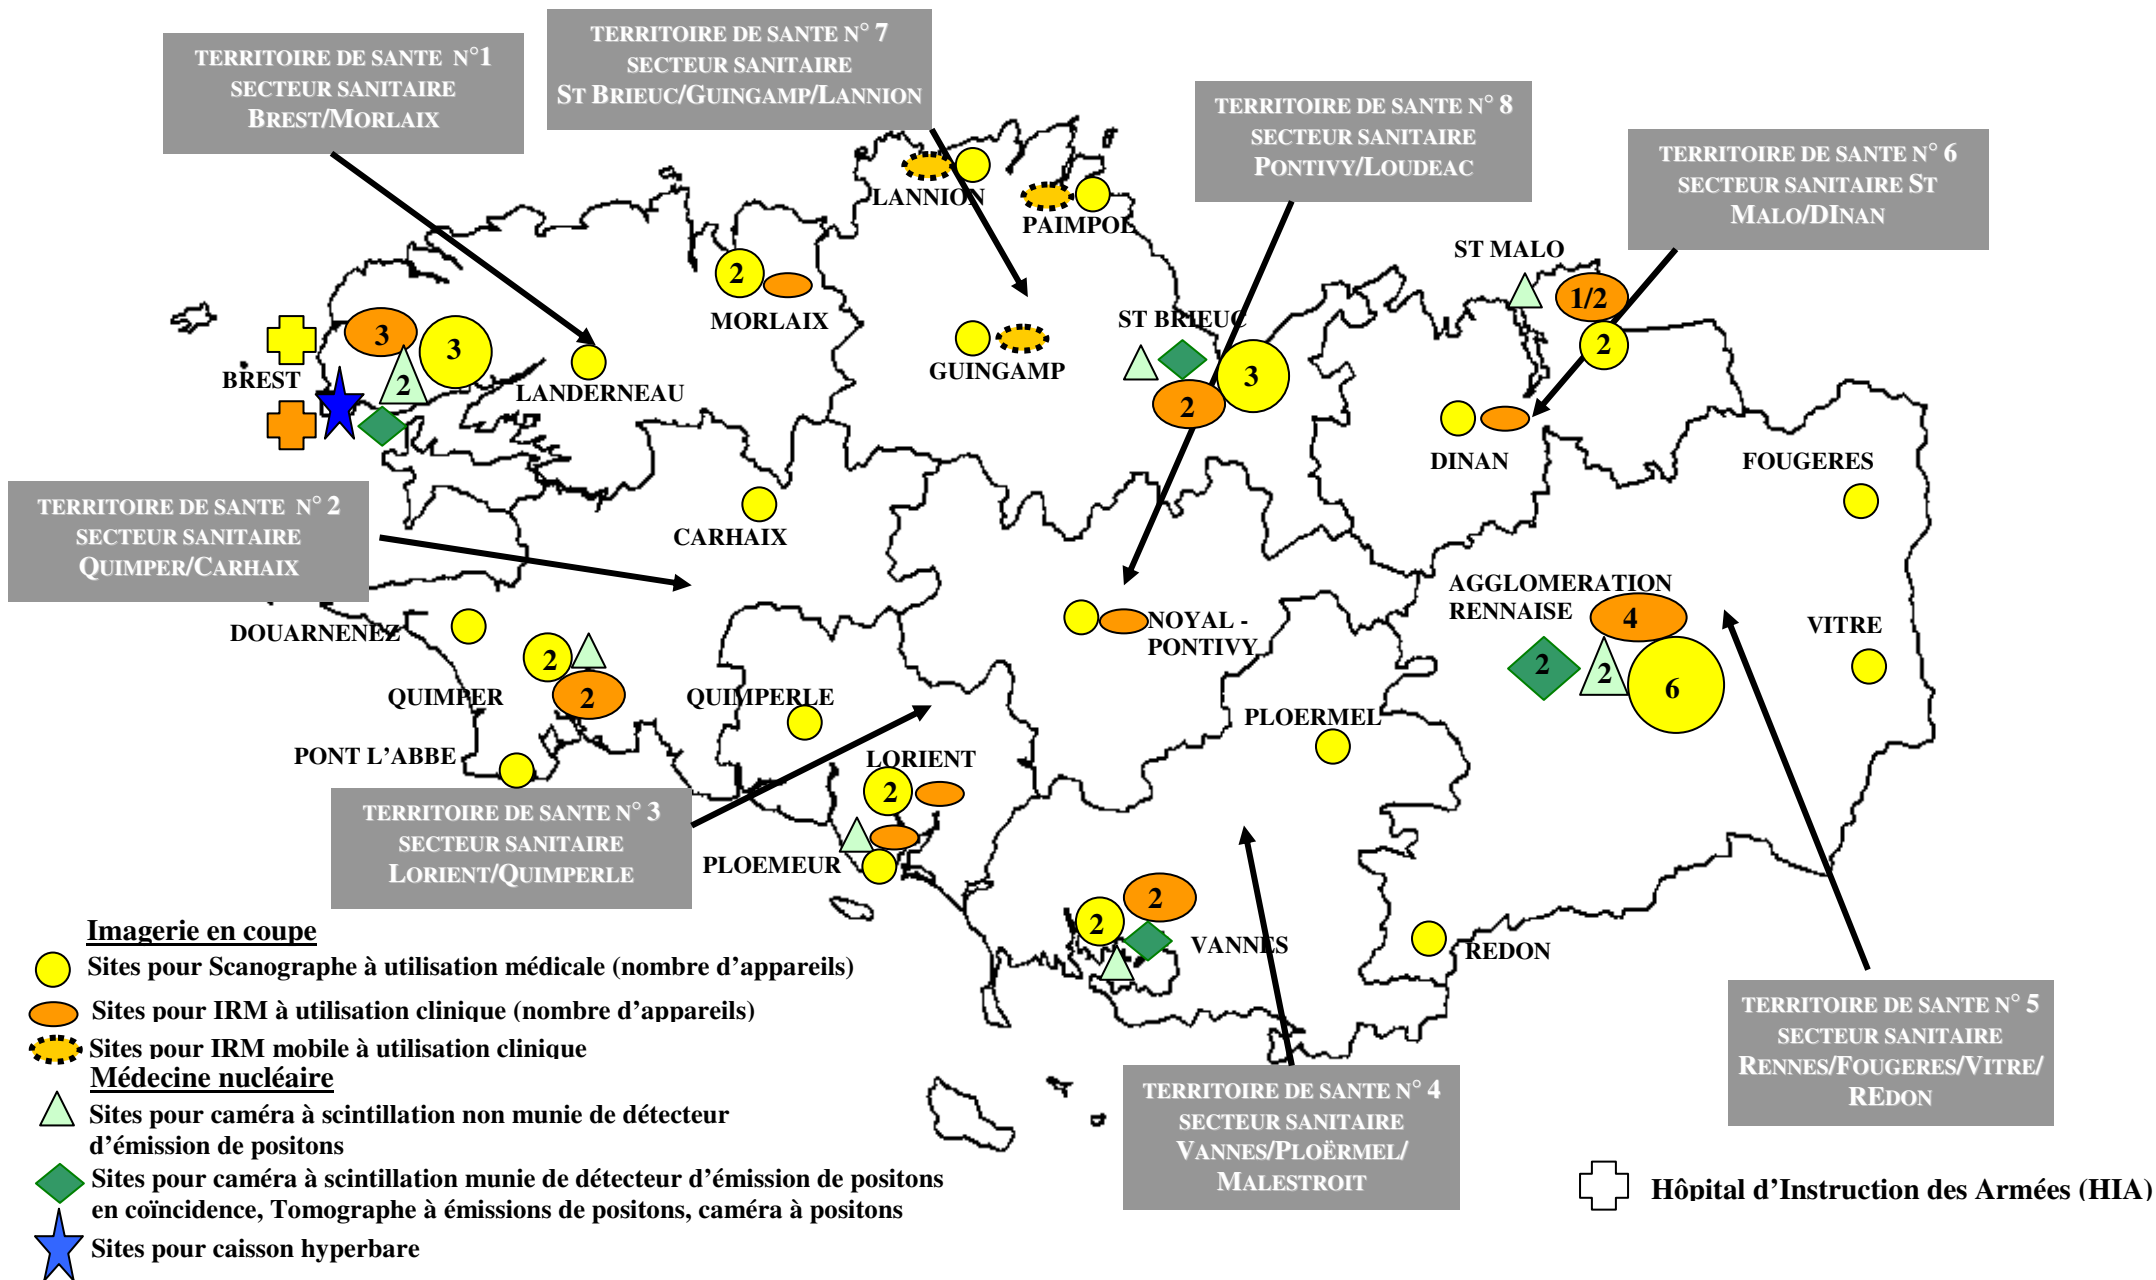 TERRITOIRE DE SANTE N°1
SECTEUR SANITAIRE
BREST/MORLAIX
TERRITOIRE DE SANTE N° 7
SECTEUR SANITAIRE
ST BRIEUC/GUINGAMP/LANNION
TERRITOIRE DE SANTE N° 8
SECTEUR SANITAIRE
PONTIVY/LOUDEAC
TERRITOIRE DE SANTE N° 6
SECTEUR SANITAIRE ST
MALO/DINAN
LANNION
PAIMPOL
ST MALO
1/2
2
2
MORLAIX
ST BRIEUC
3
3
2
BREST
LANDERNEAU
GUINGAMP
3
2
DINAN
FOUGERES
TERRITOIRE DE SANTE N° 2
SECTEUR SANITAIRE
QUIMPER/CARHAIX
CARHAIX
AGGLOMERATION
RENNAISE
4
2
2
6
VITRE
DOUARNENEZ
NOYAL -
PONTIVY
2
2
QUIMPER
QUIMPERLE
PLOERMEL
PONT L'ABBE
LORIENT
2
TERRITOIRE DE SANTE N° 3
SECTEUR SANITAIRE
LORIENT/QUIMPERLE
PLOEMEUR
2
2
VANNES
REDON
TERRITOIRE DE SANTE N° 5
SECTEUR SANITAIRE
RENNES/FOUGERES/VITRE/
REDON
TERRITOIRE DE SANTE N° 4
SECTEUR SANITAIRE
VANNES/PLOËRMEL/
MALESTROIT
Imagerie en coupe
Sites pour Scanographe à utilisation médicale (nombre d'appareils)
Sites pour IRM à utilisation clinique (nombre d'appareils)
Sites pour IRM mobile à utilisation clinique
Médecine nucléaire
Sites pour caméra à scintillation non munie de détecteur
d'émission de positons
Sites pour caméra à scintillation munie de détecteur d'émission de positons
en coïncidence, Tomographe à émissions de positons, caméra à positons
Sites pour caisson hyperbare
Hôpital d'Instruction des Armées (HIA)